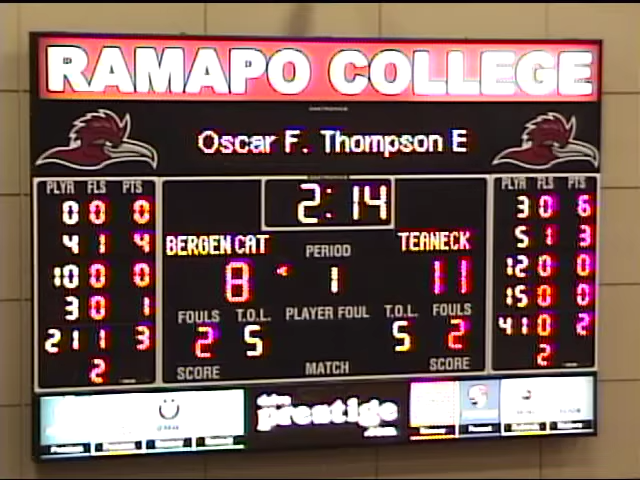 RAMAPO COLLEGE
Oscar F. Thompson E
PLYR FLS PTS
0 0 0
4 1 4
10 0 0
3 0 1
21 1 3
2
2:14
BERGEN CAT
8
PERIOD
1
TEANECK
11
FOULS T.O.L. PLAYER FOUL T.O.L. FOULS
2 5 5 2
SCORE MATCH SCORE
PLYR FLS PTS
3 0 6
5 1 3
12 0 0
15 0 0
41 0 2
2
prestige
.com